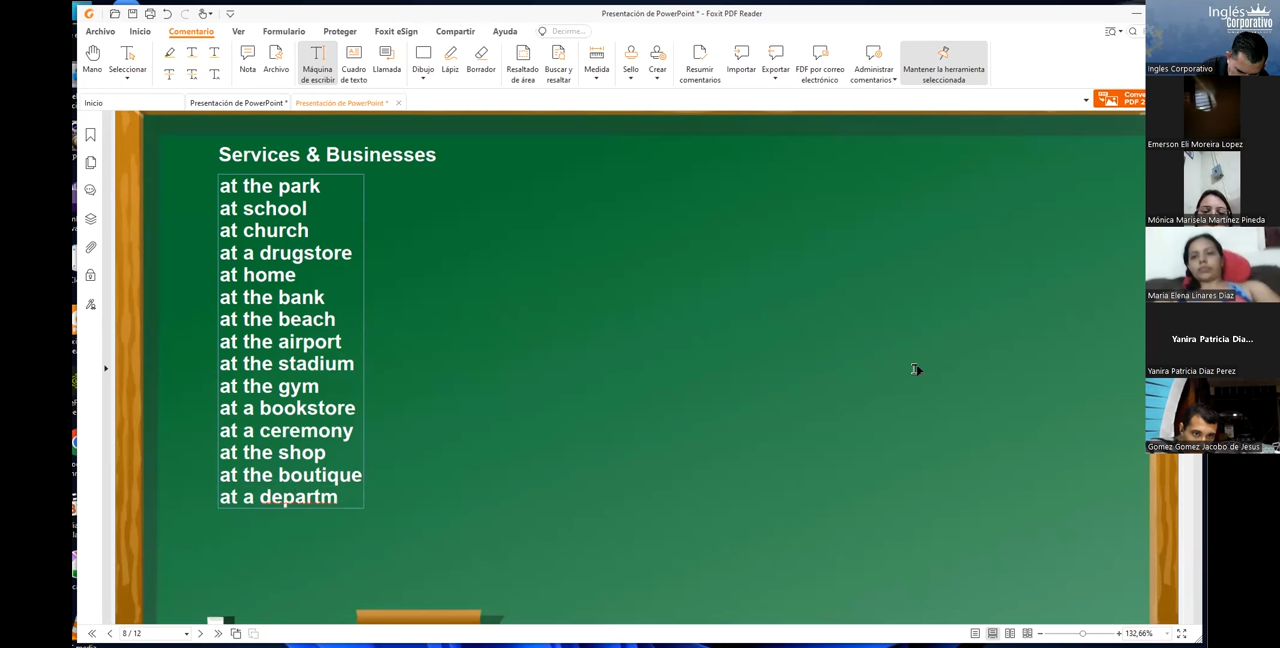 Presentación de PowerPoint * - Foxit PDF Reader
Archivo Inicio Comentario Ver Formulario Proteger Foxit eSign Compartir Ayuda Decirme...
Mano Seleccionar Nota Archivo Máquina de escribir Cuadro de texto Llamada Dibujo Lápiz Borrador Resaltado de área Buscar y resaltar Medida Sello Crear Resumir comentarios Importar Exportar FDF por correo electrónico Administrar comentarios Mantener la herramienta seleccionada
Inicio Presentación de PowerPoint * Presentación de PowerPoint *
Conve
PDF 2
Services & Businesses
at the park
at school
at church
at a drugstore
at home
at the bank
at the beach
at the airport
at the stadium
at the gym
at a bookstore
at a ceremony
at the shop
at the boutique
at a departm
8 / 12
132,66%
Inglés
Corporativo
Inglés Corporativo
Emerson Eli Moreira Lopez
Mónica Marisela Martínez Pineda
Maria Elena Linares Diaz
Yanira Patricia Dia...
Yanira Patricia Diaz Perez
Gomez Gomez Jacobo de Jesus